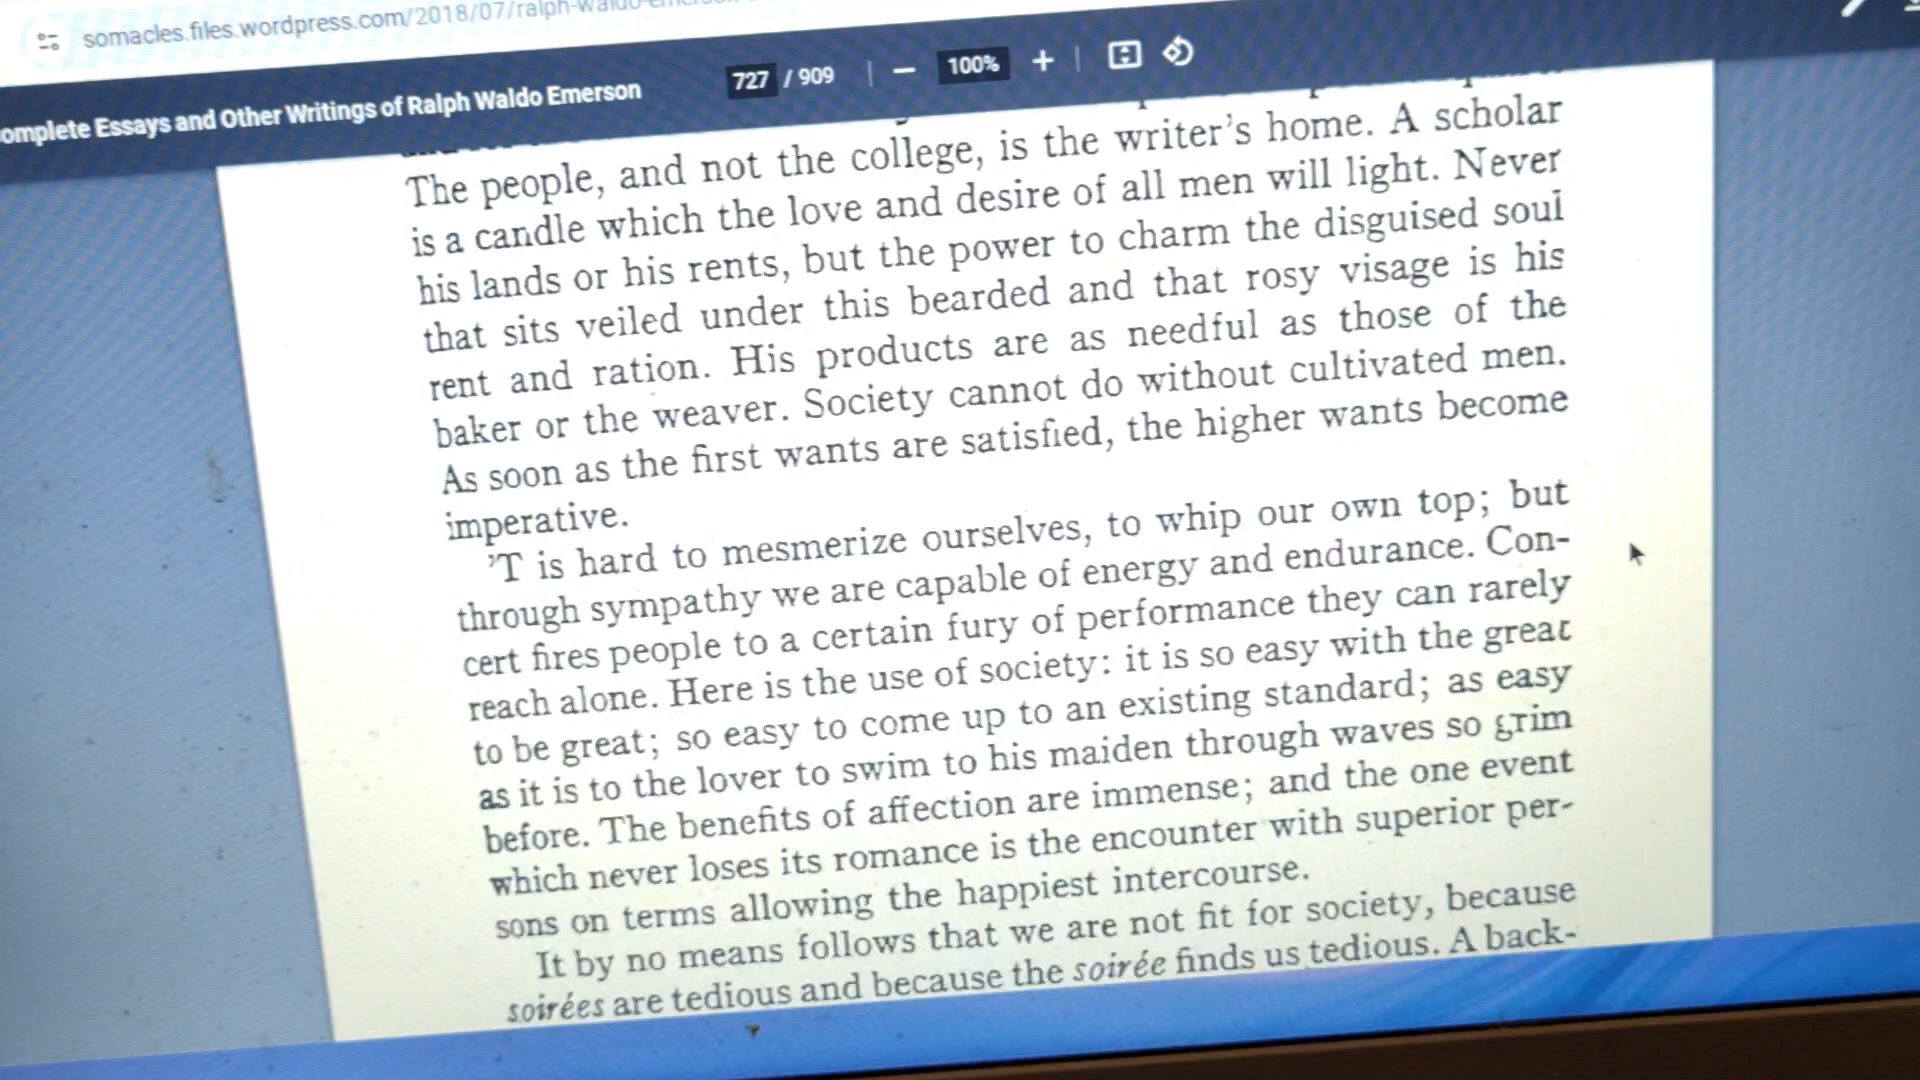 somacles.files.wordpress.com/2018/07/ralph-waldo-emerson
omplete Essays and Other Writings of Ralph Waldo Emerson
727 / 909
100%
The people, and not the college, is the writer's home. A scholar
is a candle which the love and desire of all men will light. Never
his lands or his rents, but the power to charm the disguised soul
that sits veiled under this bearded and that rosy visage is his
rent and ration. His products are as needful as those of the
baker or the weaver. Society cannot do without cultivated men.
As soon as the first wants are satisfied, the higher wants become
imperative.
'T is hard to mesmerize ourselves, to whip our own top; but
through sympathy we are capable of energy and endurance. Con-
cert fires people to a certain fury of performance they can rarely
reach alone. Here is the use of society: it is so easy with the great
to be great; so easy to come up to an existing standard; as easy
as it is to the lover to swim to his maiden through waves so grim
before. The benefits of affection are immense; and the one event
which never loses its romance is the encounter with superior per-
sons on terms allowing the happiest intercourse.
It by no means follows that we are not fit for society, because
soirées are tedious and because the soirée finds us tedious. A back-